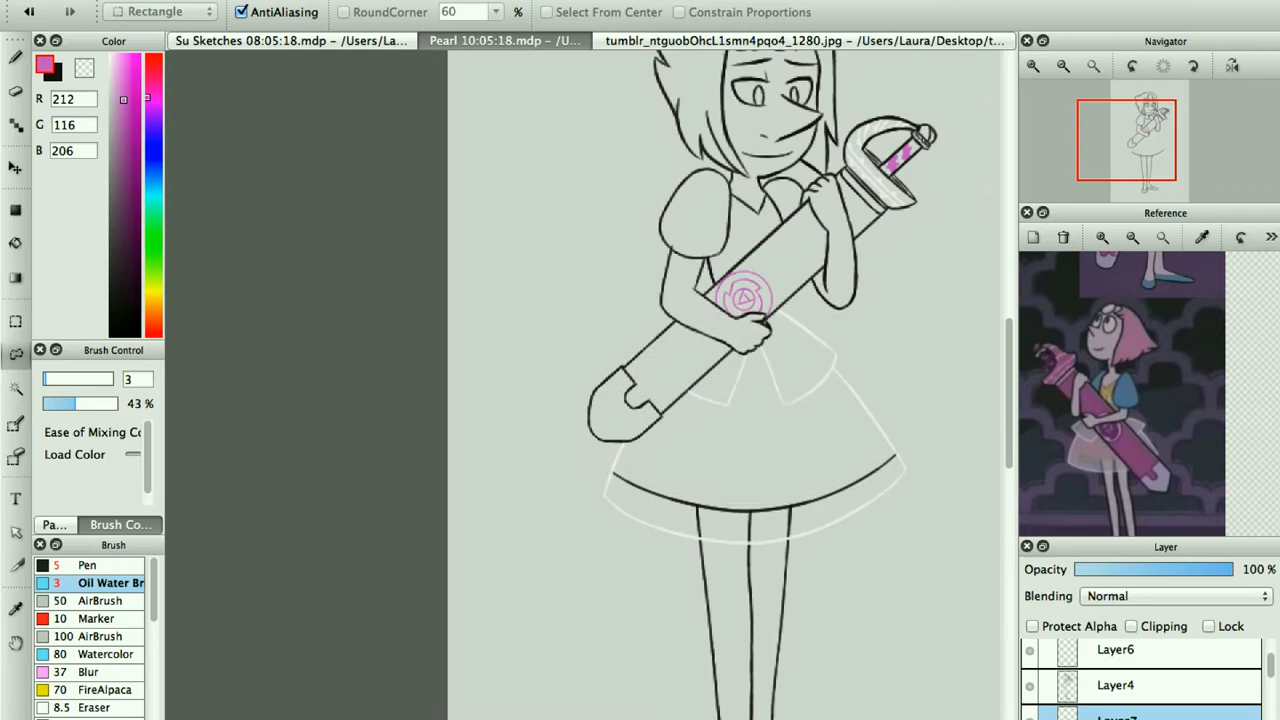 Rectangle AntiAliasing RoundCorner 60 % Select From Center Constrain Proportions
Color
Su Sketches 08:05:18.mdp - /Users/La...
Pearl 10:05:18.mdp - /U...
tumblr_ntguobOhcL1smn4pqo4_1280.jpg - /Users/Laura/Desktop/t...
Navigator
R 212
G 116
B 206
Reference
Brush Control
3
43 %
Ease of Mixing Co
Load Color
T
Pa...
Brush Co...
Brush
5 Pen
3 Oil Water Br
50 AirBrush
10 Marker
100 AirBrush
80 Watercolor
37 Blur
70 FireAlpaca
8.5 Eraser
Layer
Opacity 100 %
Blending Normal
Protect Alpha Clipping Lock
Layer6
Layer4
Layer7